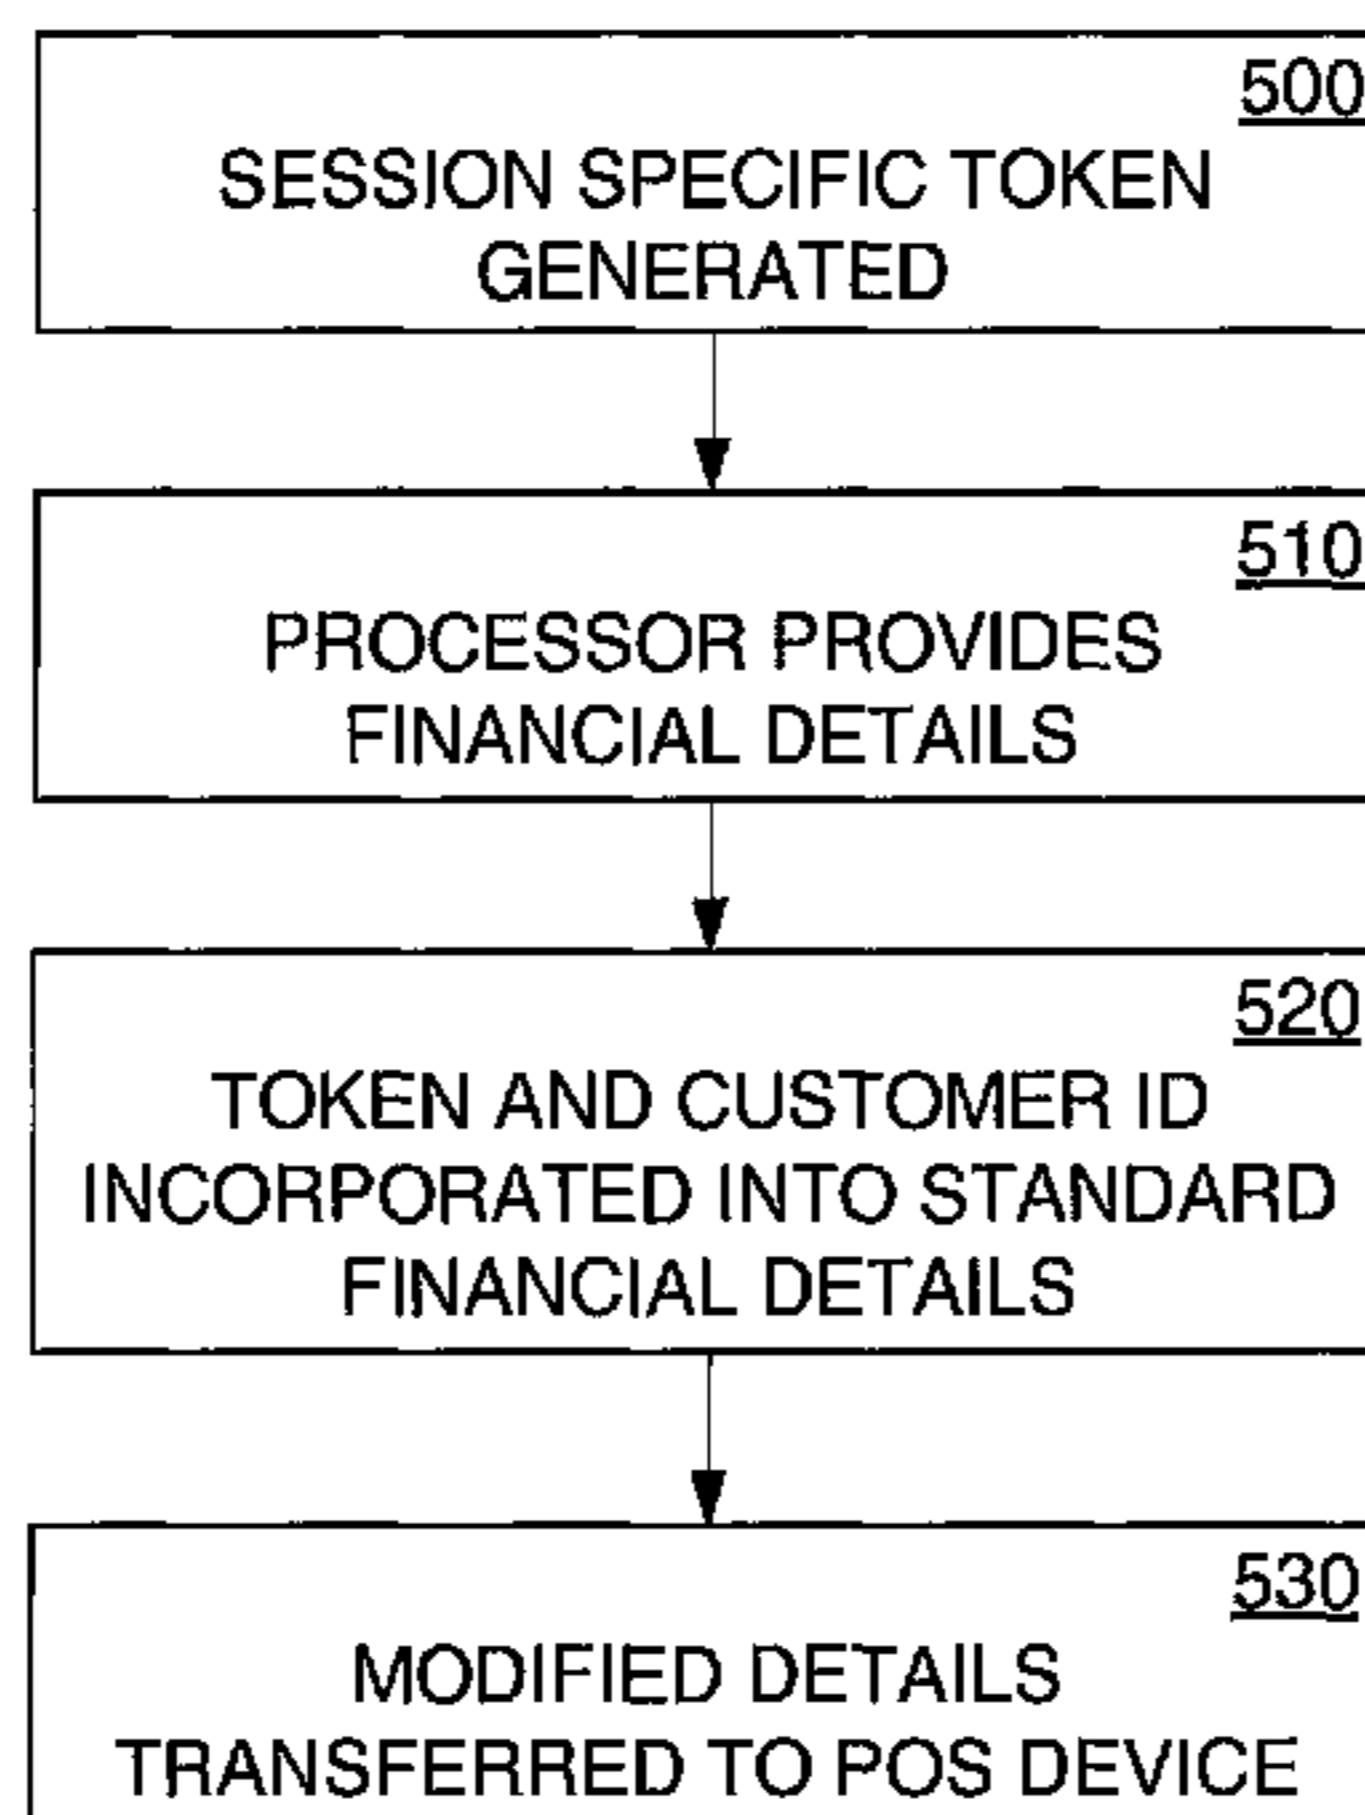 500
SESSION SPECIFIC TOKEN
GENERATED
510
PROCESSOR PROVIDES
FINANCIAL DETAILS
520
TOKEN AND CUSTOMER ID
INCORPORATED INTO STANDARD
FINANCIAL DETAILS
530
MODIFIED DETAILS
TRANSFERRED TO POS DEVICE